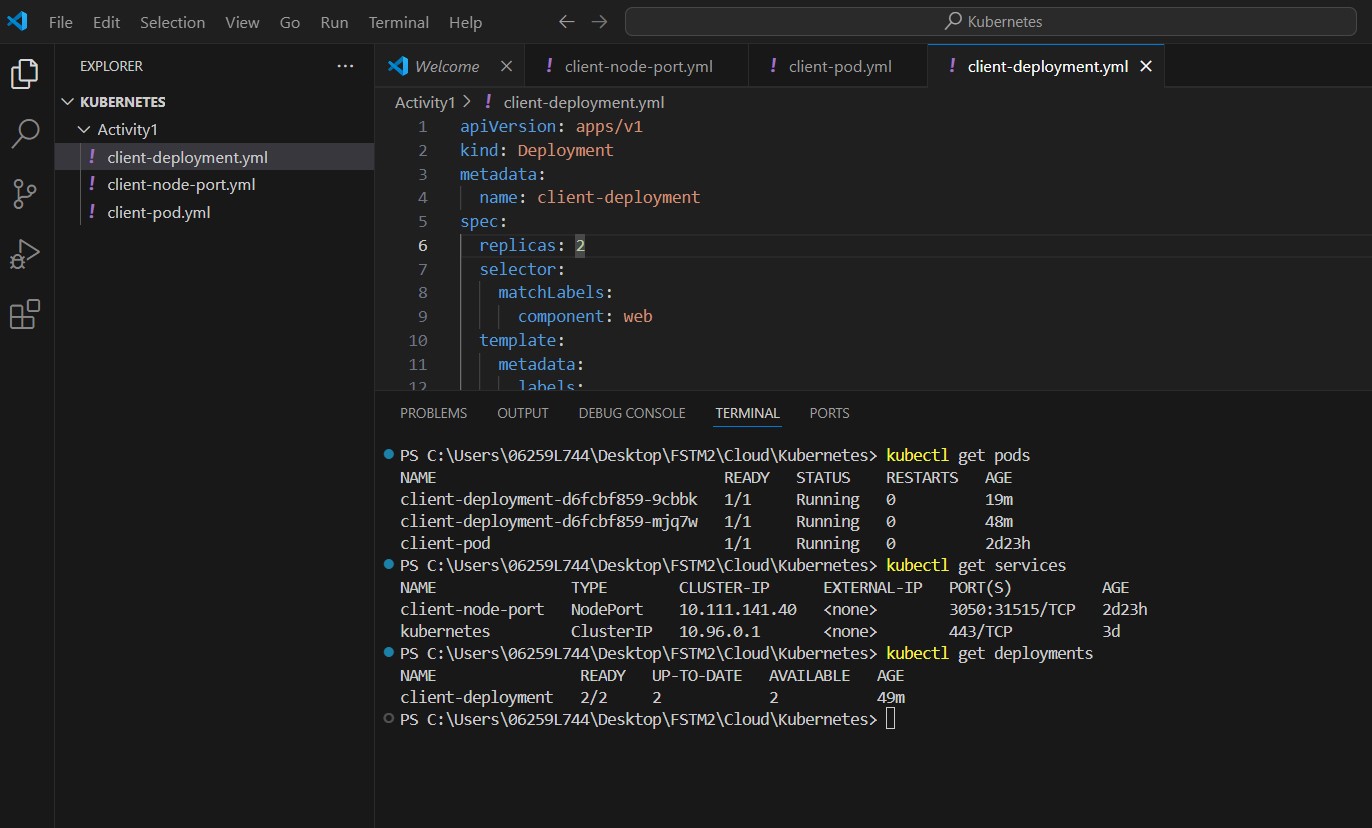 File Edit Selection View Go Run Terminal Help Kubernetes
EXPLORER
KUBERNETES
Activity1
client-deployment.yml
client-node-port.yml
client-pod.yml
Welcome client-node-port.yml client-pod.yml client-deployment.yml
Activity1 > client-deployment.yml
1 apiVersion: apps/v1
2 kind: Deployment
3 metadata:
4   name: client-deployment
5 spec:
6   replicas: 2
7   selector:
8     matchLabels:
9       component: web
10   template:
11     metadata:
12       labels:
PROBLEMS OUTPUT DEBUG CONSOLE TERMINAL PORTS
PS C:\Users\06259L744\Desktop\FSTM2\Cloud\Kubernetes> kubectl get pods
NAME READY STATUS RESTARTS AGE
client-deployment-d6fcbf859-9cbbk 1/1 Running 0 19m
client-deployment-d6fcbf859-mjq7w 1/1 Running 0 48m
client-pod 1/1 Running 0 2d23h
PS C:\Users\06259L744\Desktop\FSTM2\Cloud\Kubernetes> kubectl get services
NAME TYPE CLUSTER-IP EXTERNAL-IP PORT(S) AGE
client-node-port NodePort 10.111.141.40 <none> 3050:31515/TCP 2d23h
kubernetes ClusterIP 10.96.0.1 <none> 443/TCP 3d
PS C:\Users\06259L744\Desktop\FSTM2\Cloud\Kubernetes> kubectl get deployments
NAME READY UP-TO-DATE AVAILABLE AGE
client-deployment 2/2 2 2 49m
PS C:\Users\06259L744\Desktop\FSTM2\Cloud\Kubernetes>